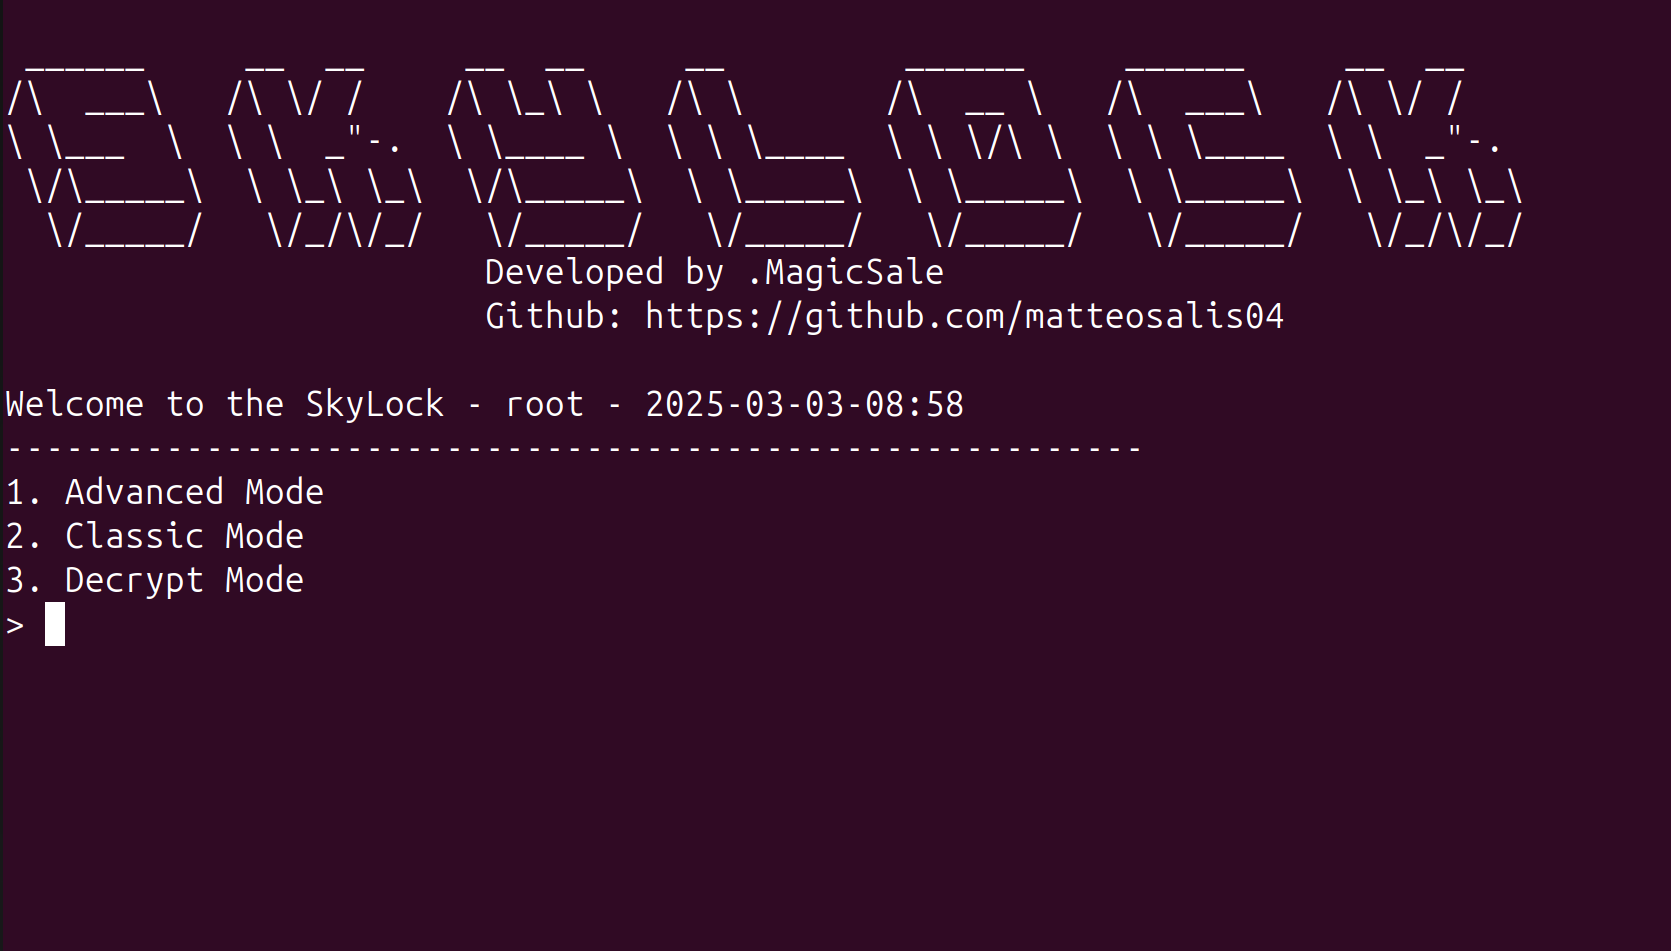 SKYLOCK
Developed by .MagicSale
Github: https://github.com/matteosalis04
Welcome to the SkyLock - root - 2025-03-03-08:58
---------------------------------------------------------
1. Advanced Mode
2. Classic Mode
3. Decrypt Mode
>